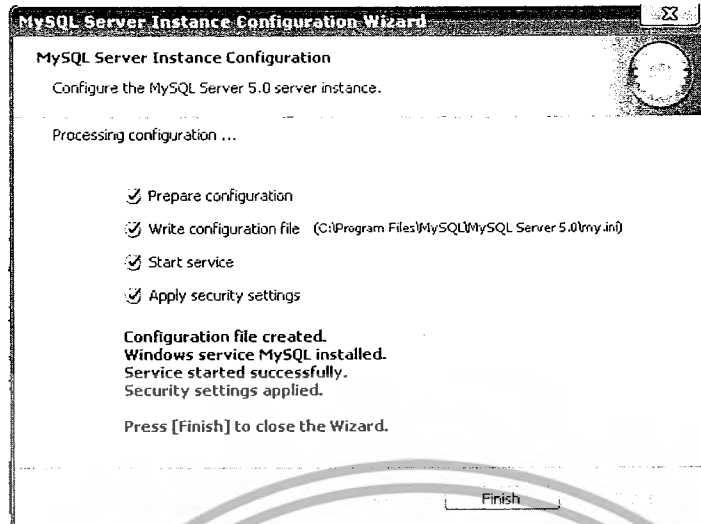 MySQL Server Instance Configuration Wizard
MySQL Server Instance Configuration
Configure the MySQL Server 5.0 server instance.
Processing configuration ...
Prepare configuration
Write configuration file (C:\Program Files\MySQL\MySQL Server 5.0\my.ini)
Start service
Apply security settings
Configuration file created.
Windows service MySQL installed.
Service started successfully.
Security settings applied.
Press [Finish] to close the Wizard.
Finish